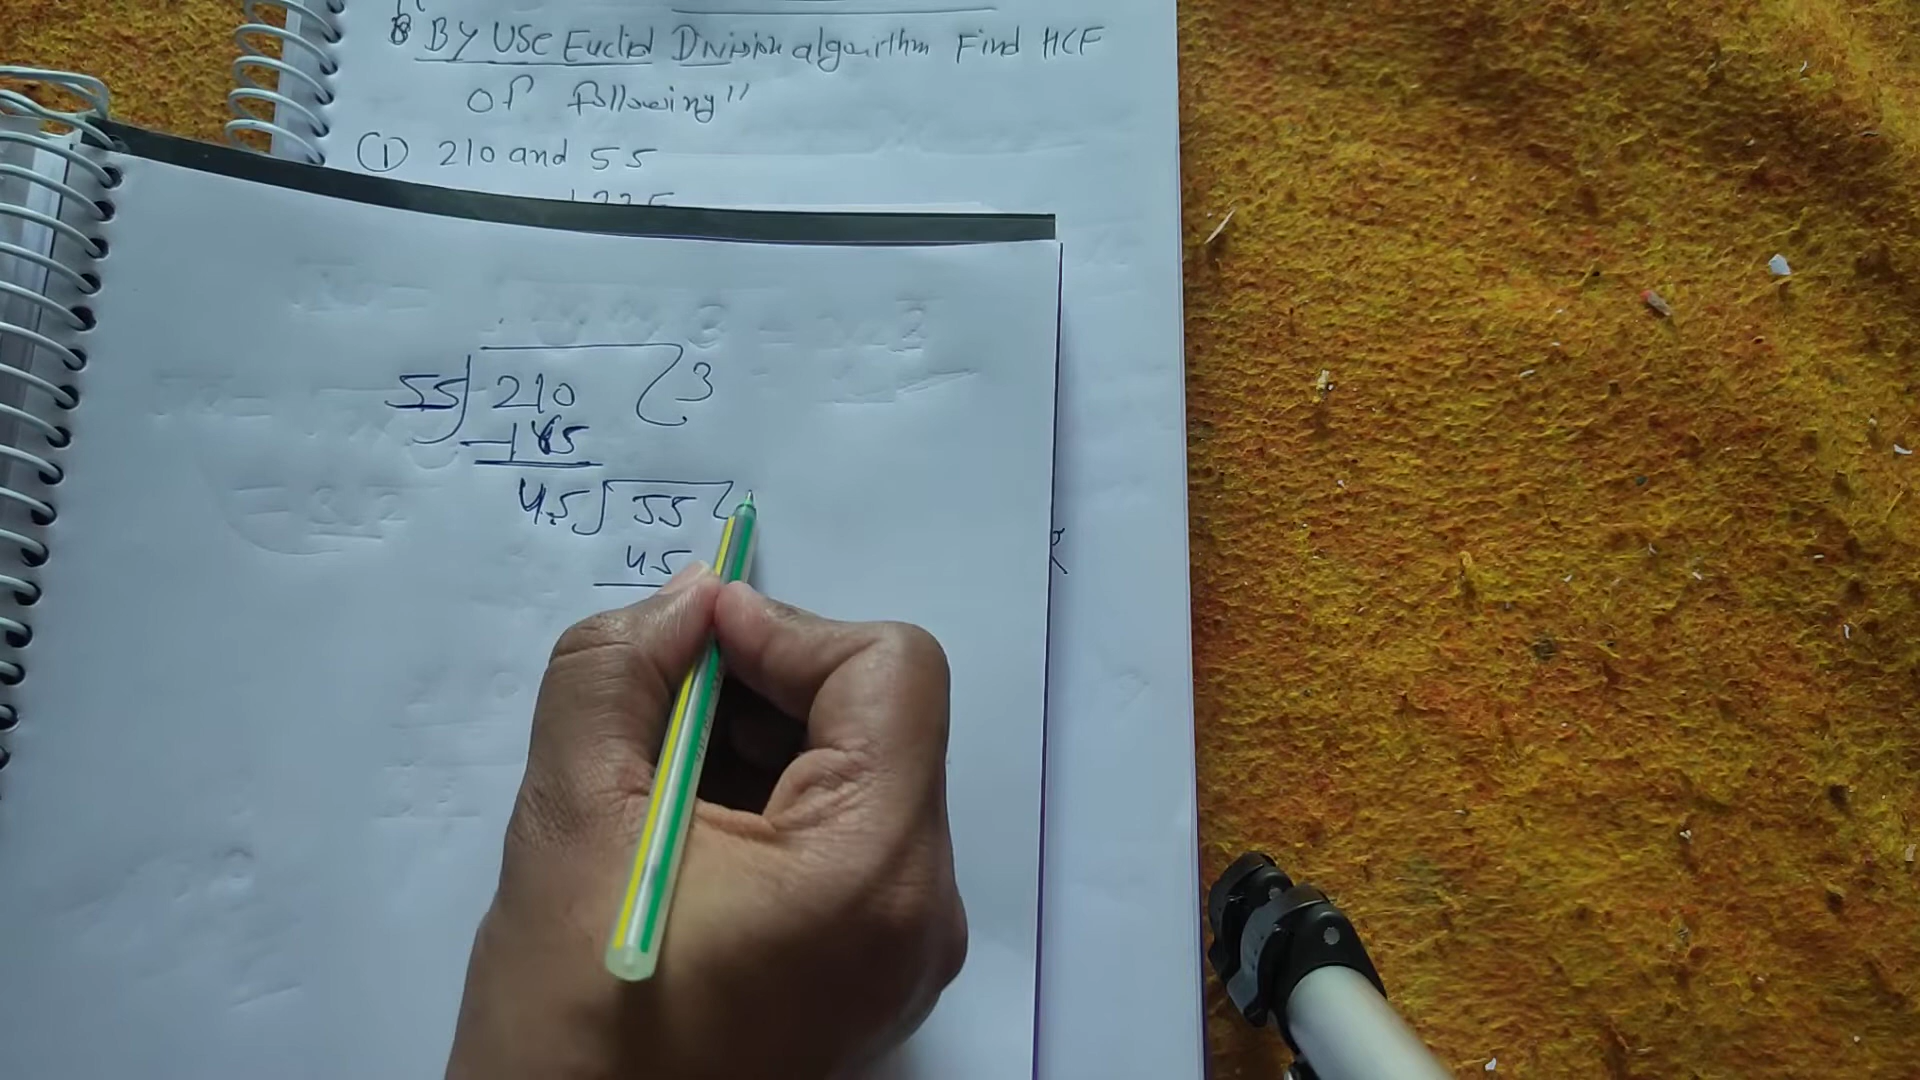 By USe Euclid Division algorithm Find HCF
of following"
① 210 and 55
55 210 3
-165
45 55
45